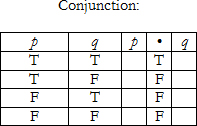 Conjunction:
p q p • q
T T T
T F F
F T F
F F F